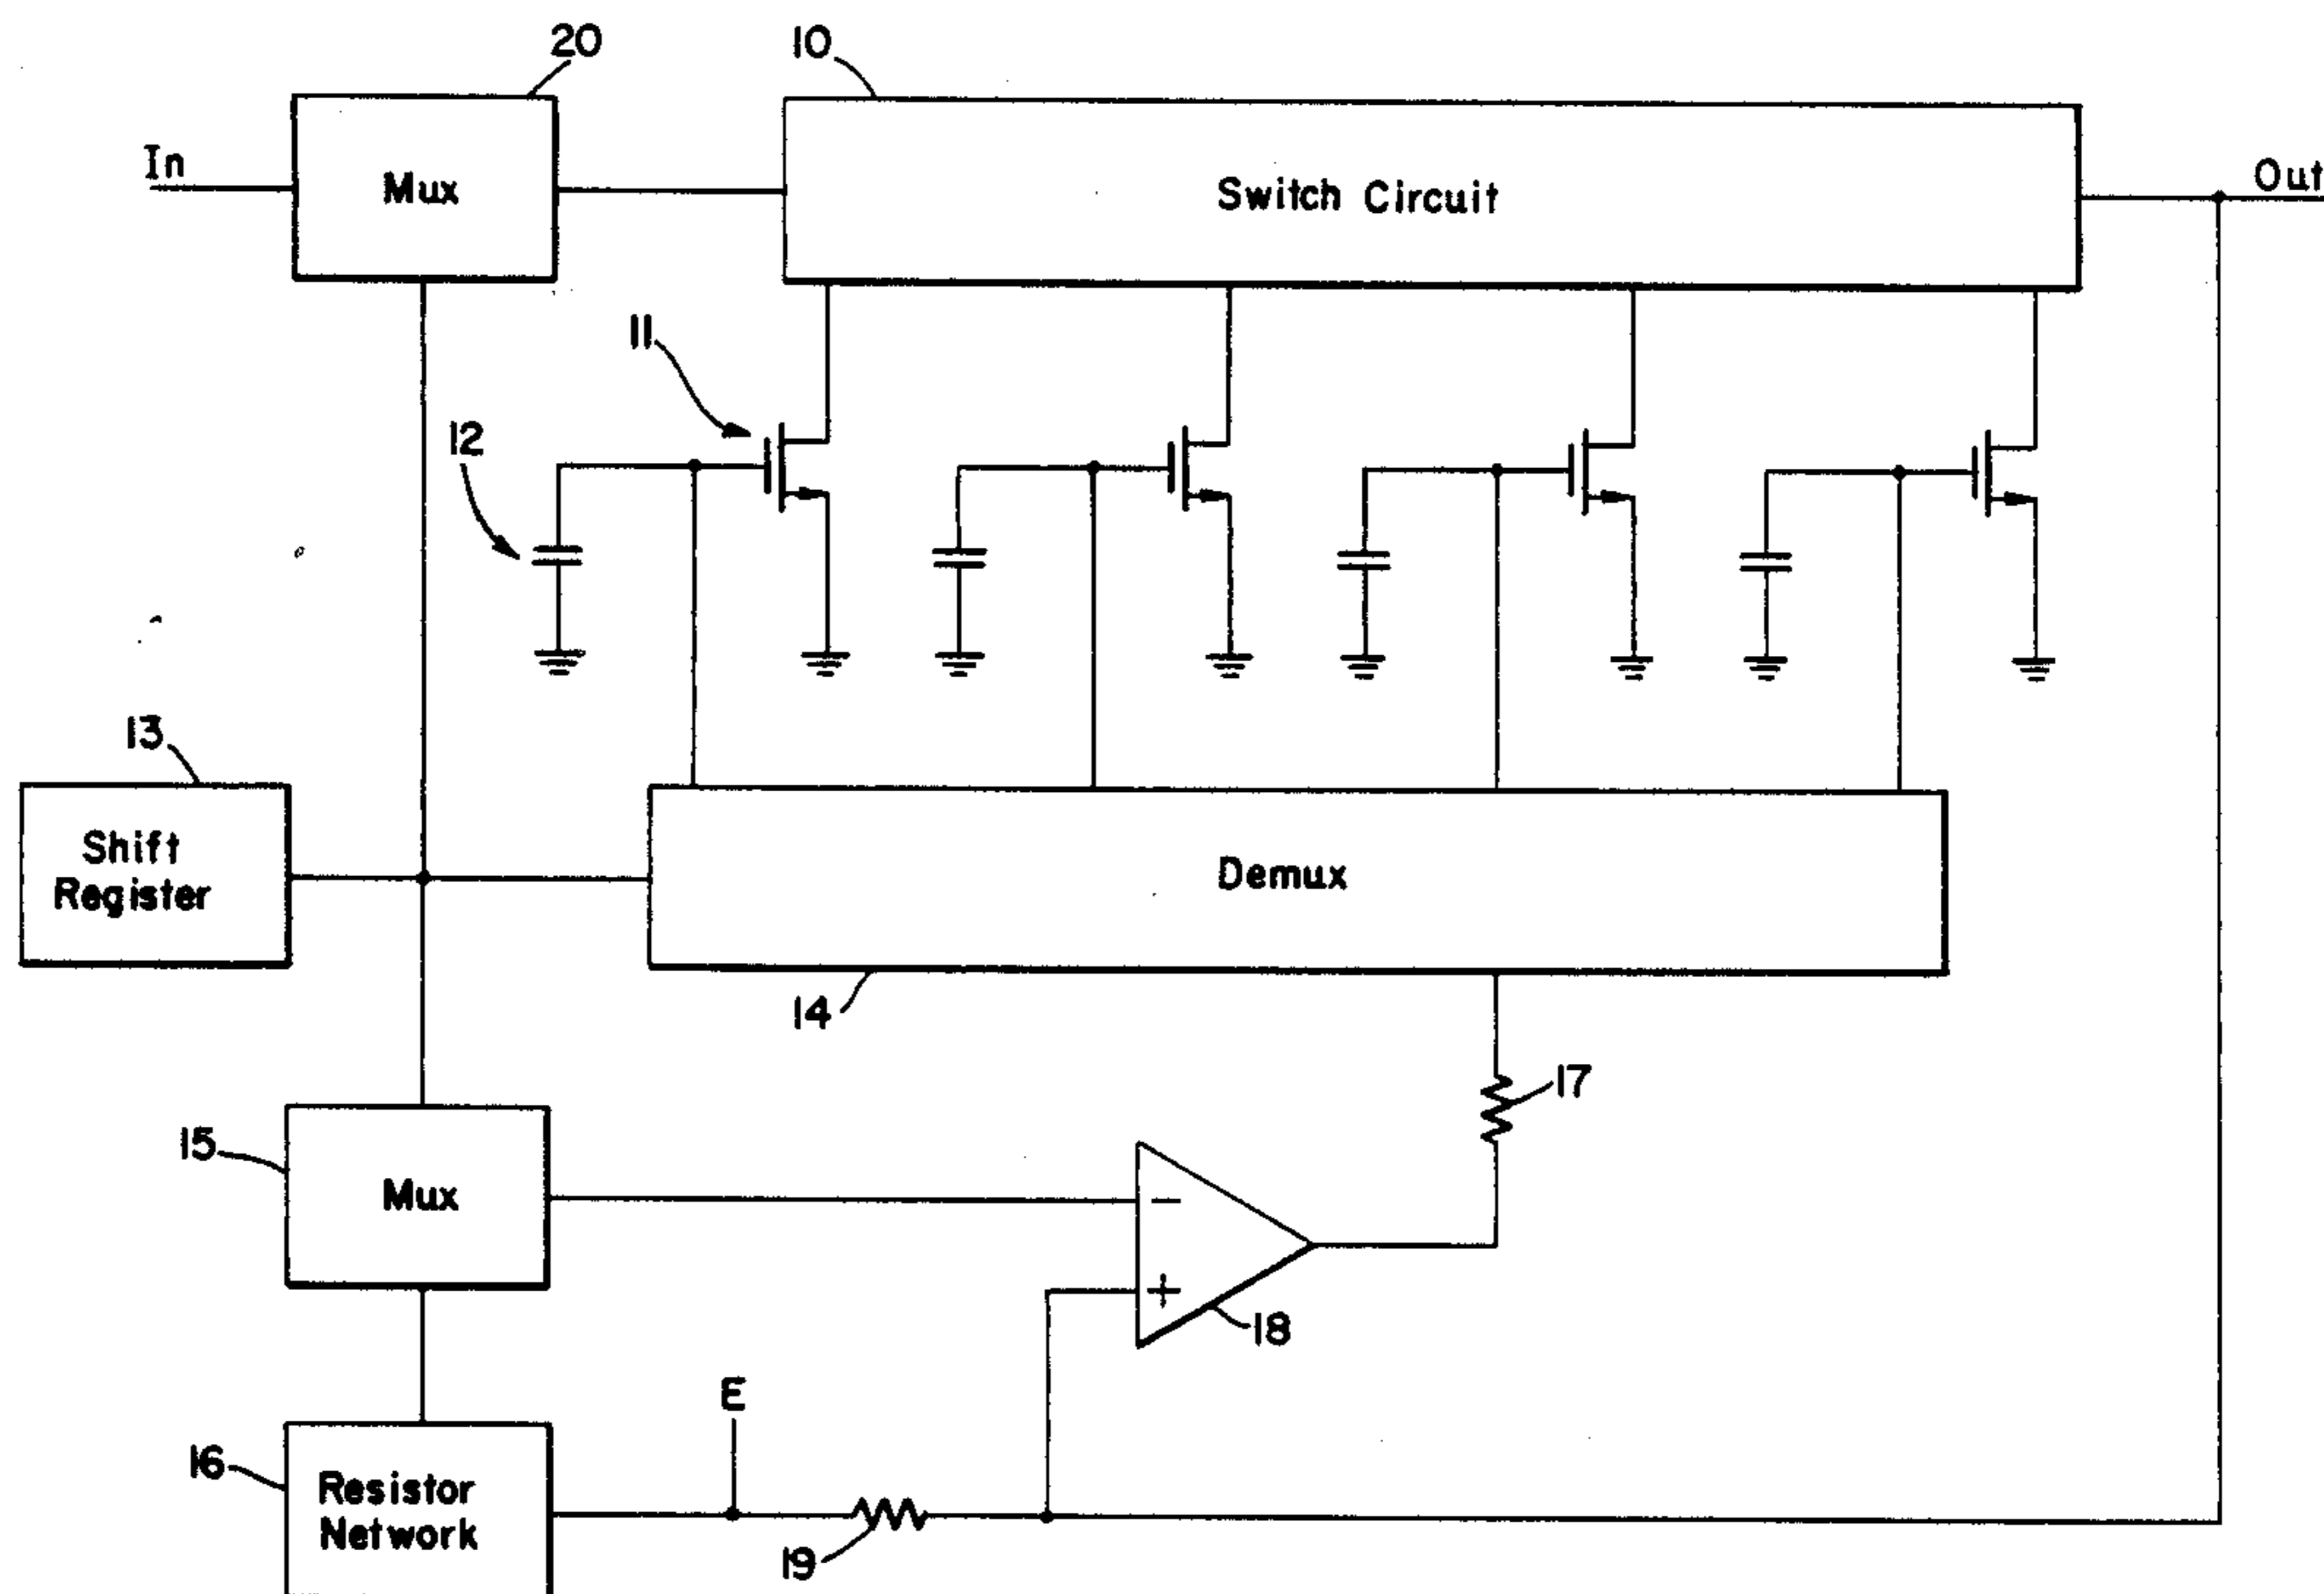 20
10
In
Mux
Switch Circuit
Out
11
12
13
Shift
Register
Demux
14
17
15
Mux
−
+
18
E
16
Resistor
Network
19